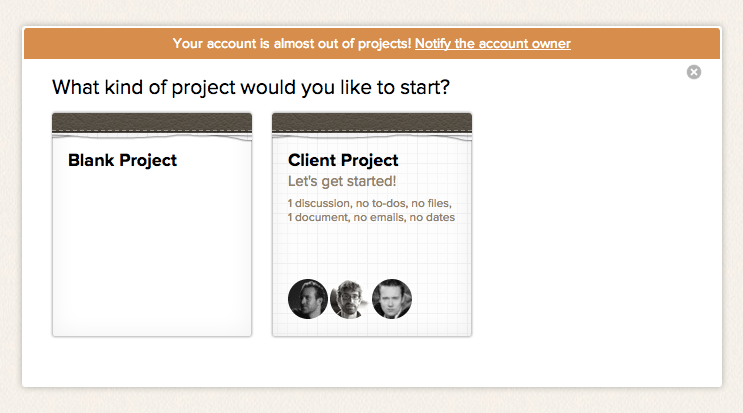 Your account is almost out of projects! Notify the account owner
What kind of project would you like to start?
Blank Project
Client Project
Let's get started!
1 discussion, no to-dos, no files,
1 document, no emails, no dates